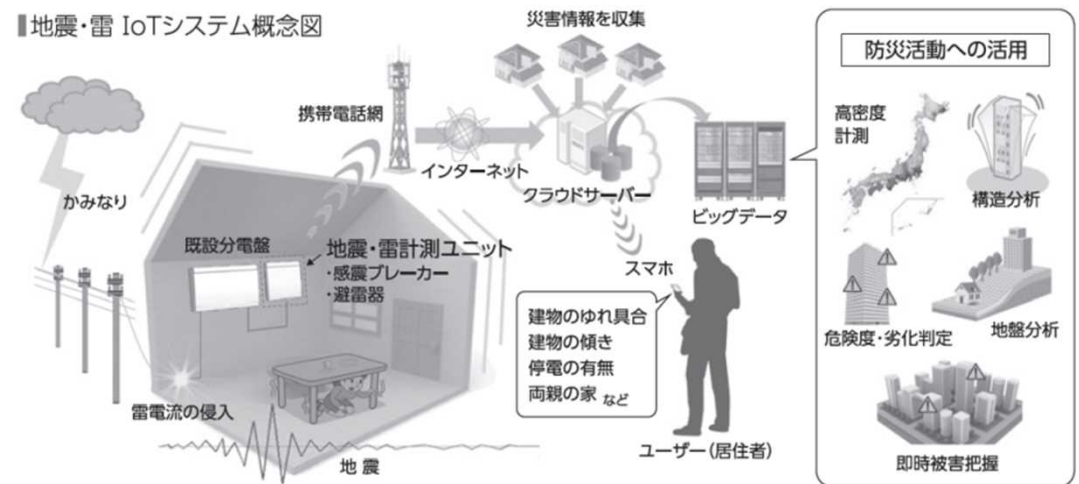 地震・雷 IoTシステム概念図
災害情報を収集
携帯電話網
インターネット
クラウドサーバー
ビッグデータ
かみなり
既設分電盤
地震・雷計測ユニット
・感震ブレーカー
・避雷器
スマホ
建物のゆれ具合
建物の傾き
停電の有無
両親の家 など
雷電流の侵入
地震
ユーザー（居住者）
防災活動への活用
高密度
計測
構造分析
危険度・劣化判定
地盤分析
即時被害把握